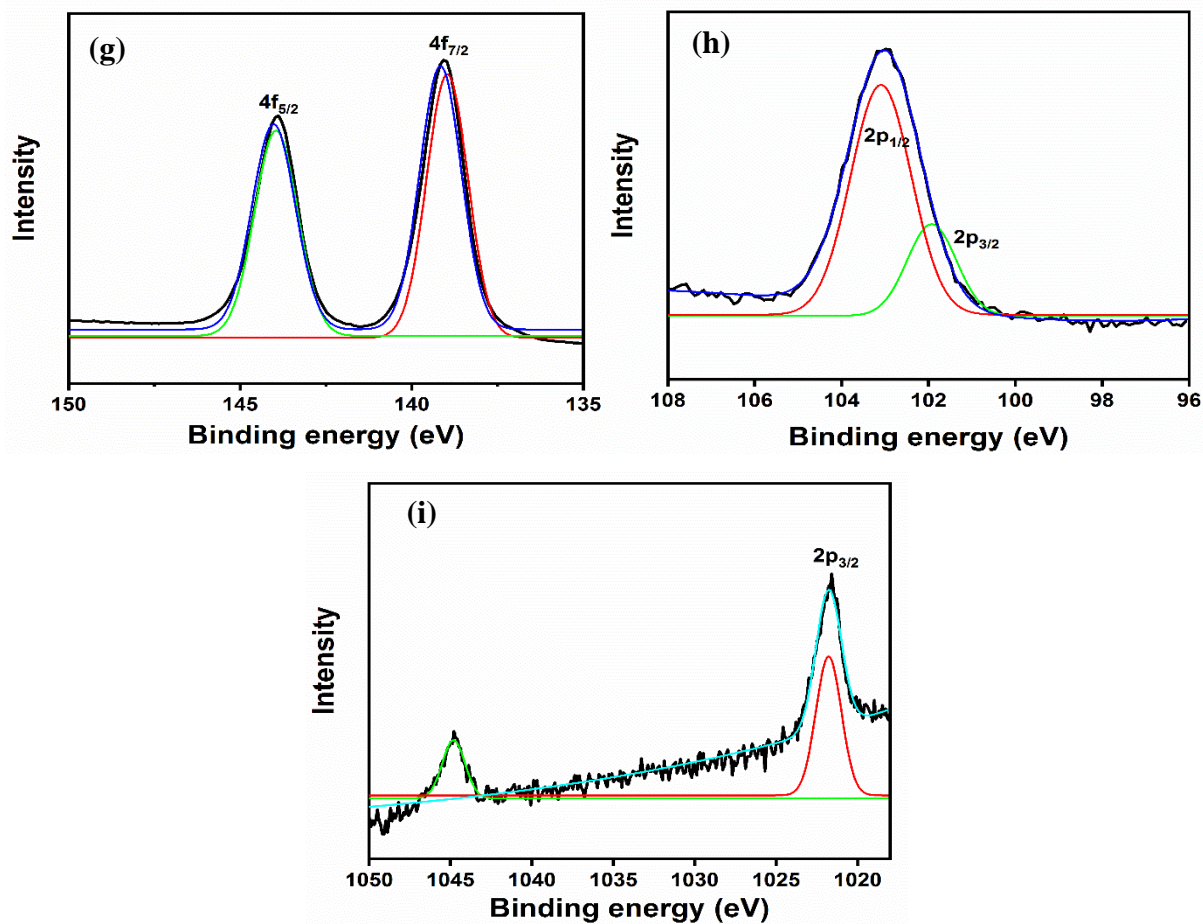 (g)
4f7/2
4f5/2
Intensity
150 145 140 135
Binding energy (eV)
(h)
2p1/2
2p3/2
Intensity
108 106 104 102 100 98 96
Binding energy (eV)
(i)
2p3/2
Intensity
1050 1045 1040 1035 1030 1025 1020
Binding energy (eV)